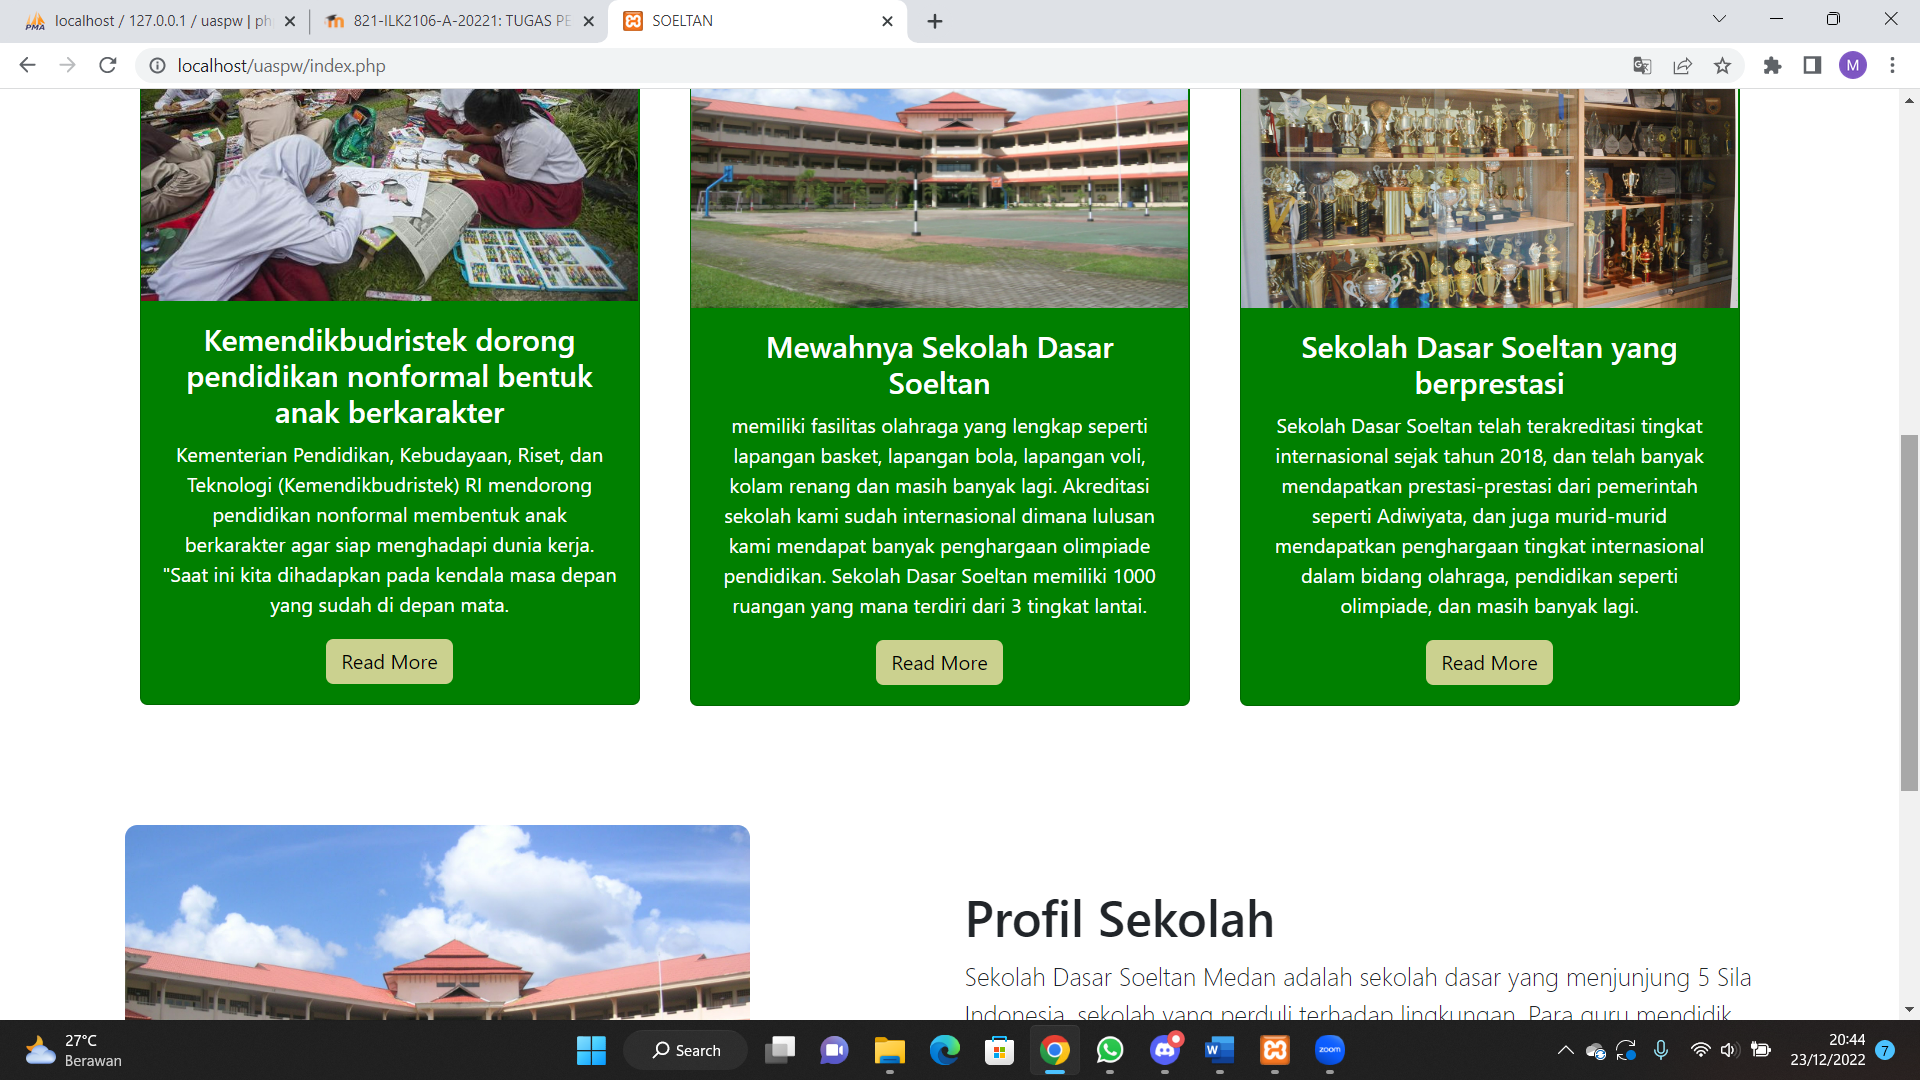 localhost / 127.0.0.1 / uaspw | ph
821-ILK2106-A-20221: TUGAS PE
SOELTAN
localhost/uaspw/index.php
M
Kemendikbudristek dorong
pendidikan nonformal bentuk
anak berkarakter
Kementerian Pendidikan, Kebudayaan, Riset, dan
Teknologi (Kemendikbudristek) RI mendorong
pendidikan nonformal membentuk anak
berkarakter agar siap menghadapi dunia kerja.
"Saat ini kita dihadapkan pada kendala masa depan
yang sudah di depan mata.
Read More
Mewahnya Sekolah Dasar
Soeltan
memiliki fasilitas olahraga yang lengkap seperti
lapangan basket, lapangan bola, lapangan voli,
kolam renang dan masih banyak lagi. Akreditasi
sekolah kami sudah internasional dimana lulusan
kami mendapat banyak penghargaan olimpiade
pendidikan. Sekolah Dasar Soeltan memiliki 1000
ruangan yang mana terdiri dari 3 tingkat lantai.
Read More
Sekolah Dasar Soeltan yang
berprestasi
Sekolah Dasar Soeltan telah terakreditasi tingkat
internasional sejak tahun 2018, dan telah banyak
mendapatkan prestasi-prestasi dari pemerintah
seperti Adiwiyata, dan juga murid-murid
mendapatkan penghargaan tingkat internasional
dalam bidang olahraga, pendidikan seperti
olimpiade, dan masih banyak lagi.
Read More
Profil Sekolah
Sekolah Dasar Soeltan Medan adalah sekolah dasar yang menjunjung 5 Sila
Indonesia, sekolah yang perduli terhadap lingkungan. Para guru mendidik
27°C
Berawan
Search
zoom
20:44
23/12/2022
7